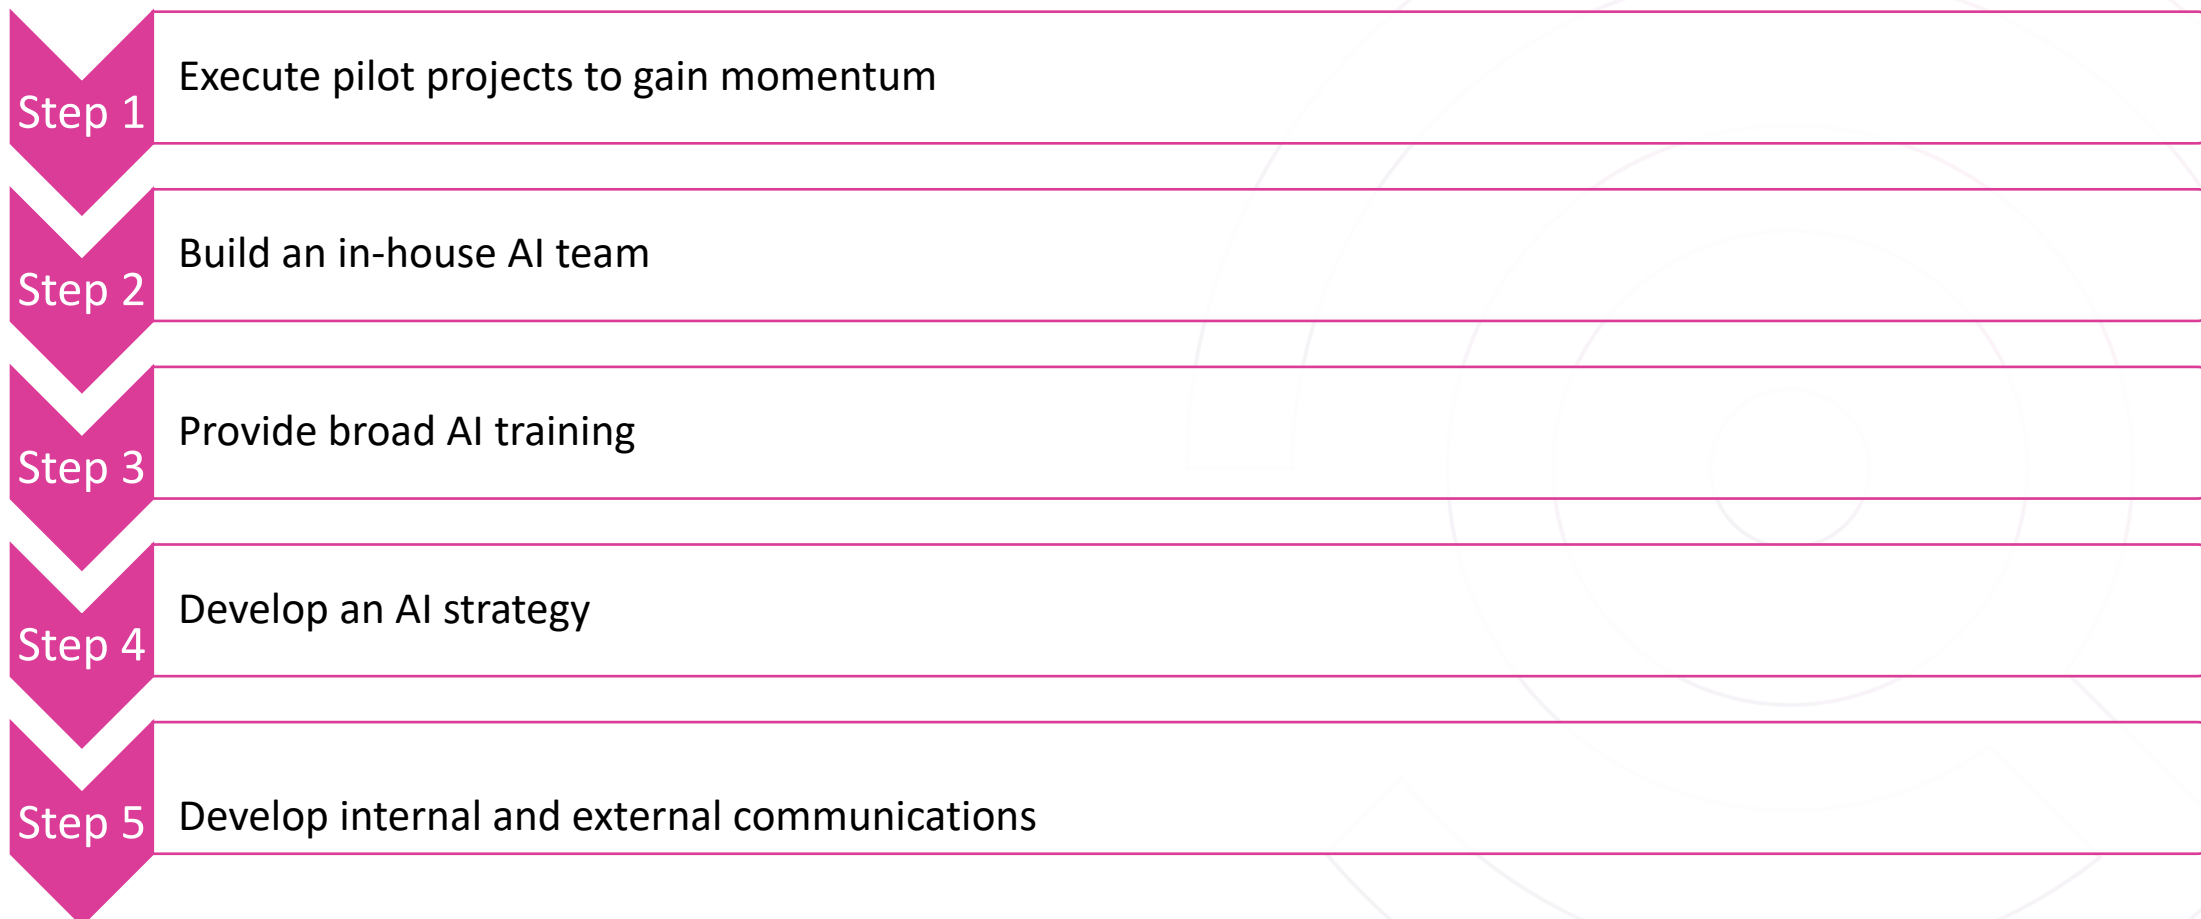 Step 1
Execute pilot projects to gain momentum
Step 2
Build an in-house AI team
Step 3
Provide broad AI training
Step 4
Develop an AI strategy
Step 5
Develop internal and external communications